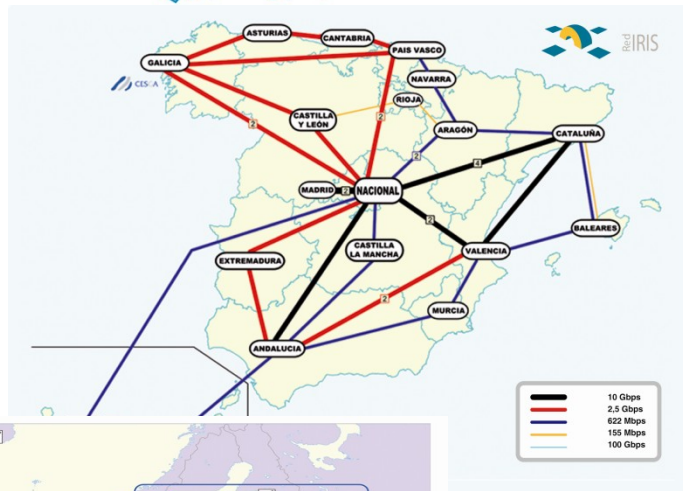 RedIRIS
ASTURIAS
CANTABRIA
PAIS VASCO
GALICIA
CESGA
NAVARRA
RIOJA
CASTILLA
Y LEÓN
2
2
ARAGÓN
CATALUÑA
2
4
MADRID
2
NACIONAL
2
BALEARES
CASTILLA
LA MANCHA
VALENCIA
EXTREMADURA
2
MURCIA
ANDALUCIA
10 Gbps
2,5 Gbps
622 Mbps
155 Mbps
100 Gbps